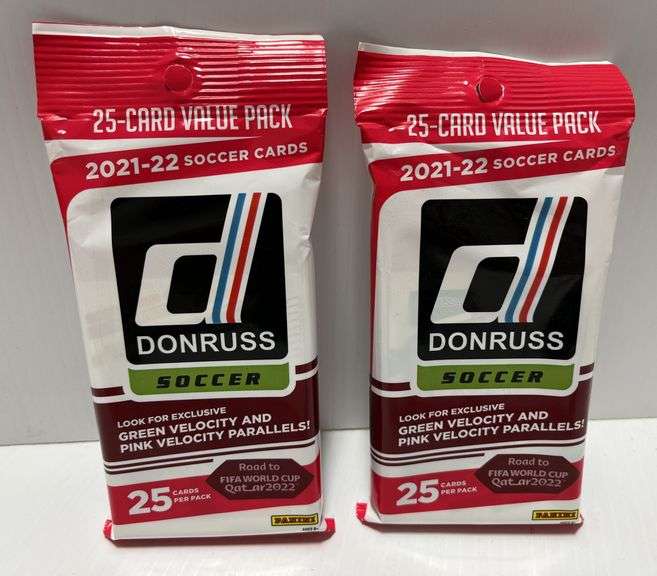 25-CARD VALUE PACK
2021-22 SOCCER CARDS
d
DONRUSS
SOCCER
LOOK FOR EXCLUSIVE
GREEN VELOCITY AND
PINK VELOCITY PARALLELS!
25 CARDS
PER PACK
Road to
FIFA WORLD CUP
Qatar2022
PANINI
AGES 6+
25-CARD VALUE PACK
2021-22 SOCCER CARDS
d
DONRUSS
SOCCER
LOOK FOR EXCLUSIVE
GREEN VELOCITY AND
PINK VELOCITY PARALLELS!
25 CARDS
PER PACK
Road to
FIFA WORLD CUP
Qatar2022
PANINI